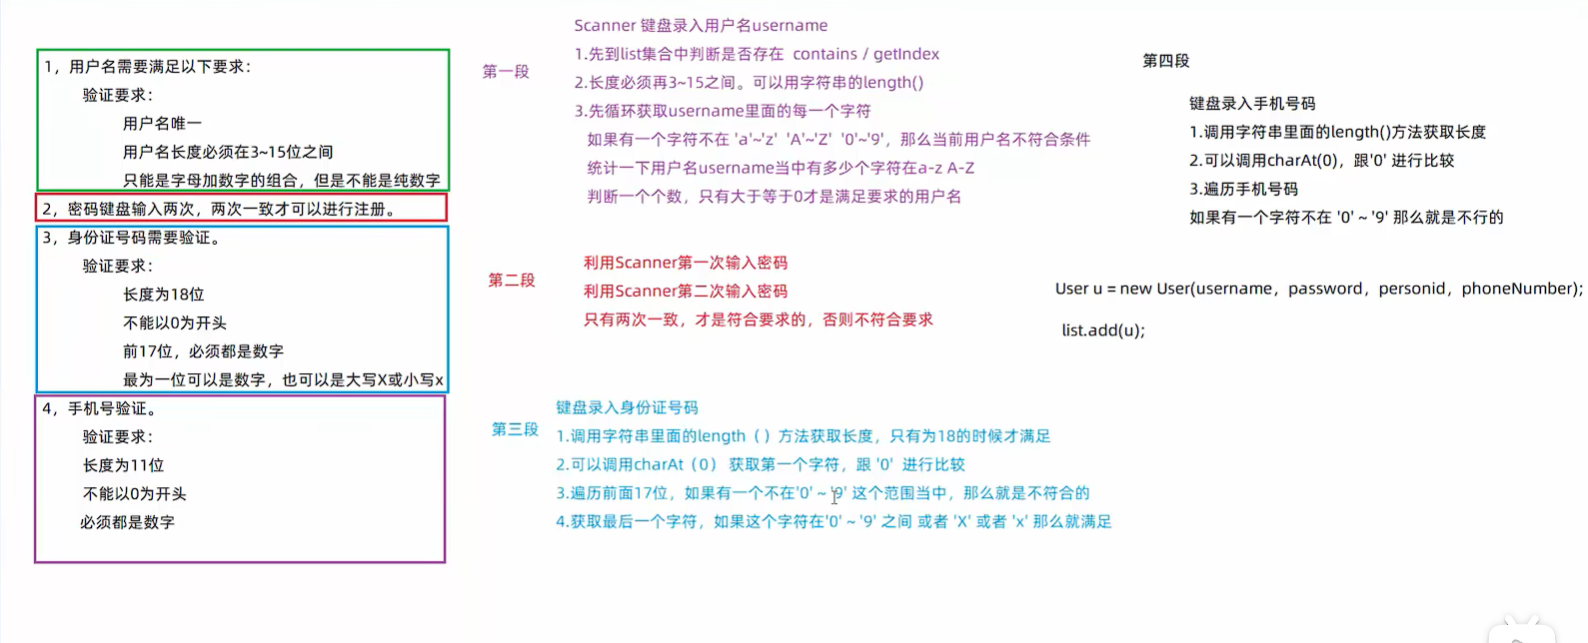 1，用户名需要满足以下要求：
验证要求：
用户名唯一
用户名长度必须在3~15位之间
只能是字母加数字的组合，但是不能是纯数字
2，密码键盘输入两次，两次一致才可以进行注册。
3，身份证号码需要验证。
验证要求：
长度为18位
不能以0为开头
前17位，必须都是数字
最为一位可以是数字，也可以是大写X或小写x
4，手机号验证。
验证要求：
长度为11位
不能以0为开头
必须都是数字
第一段
Scanner 键盘录入用户名username
1.先到list集合中判断是否存在 contains / getIndex
2.长度必须再3~15之间。可以用字符串的length()
3.先循环获取username里面的每一个字符
如果有一个字符不在 'a'~'z' 'A'~'Z' '0'~'9'，那么当前用户名不符合条件
统计一下用户名username当中有多少个字符在a-z A-Z
判断一个个数，只有大于等于0才是满足要求的用户名
第二段
利用Scanner第一次输入密码
利用Scanner第二次输入密码
只有两次一致，才是符合要求的，否则不符合要求
第三段
键盘录入身份证号码
1.调用字符串里面的length（）方法获取长度，只有为18的时候才满足
2.可以调用charAt（0） 获取第一个字符，跟 '0' 进行比较
3.遍历前面17位，如果有一个不在'0' ~ '9' 这个范围当中，那么就是不符合的
4.获取最后一个字符，如果这个字符在'0' ~ '9' 之间 或者 'X' 或者 'x' 那么就满足
第四段
键盘录入手机号码
1.调用字符串里面的length()方法获取长度
2.可以调用charAt(0)，跟'0' 进行比较
3.遍历手机号码
如果有一个字符不在 '0' ~ '9' 那么就是不行的
User u = new User(username，password，personid，phoneNumber);
list.add(u);